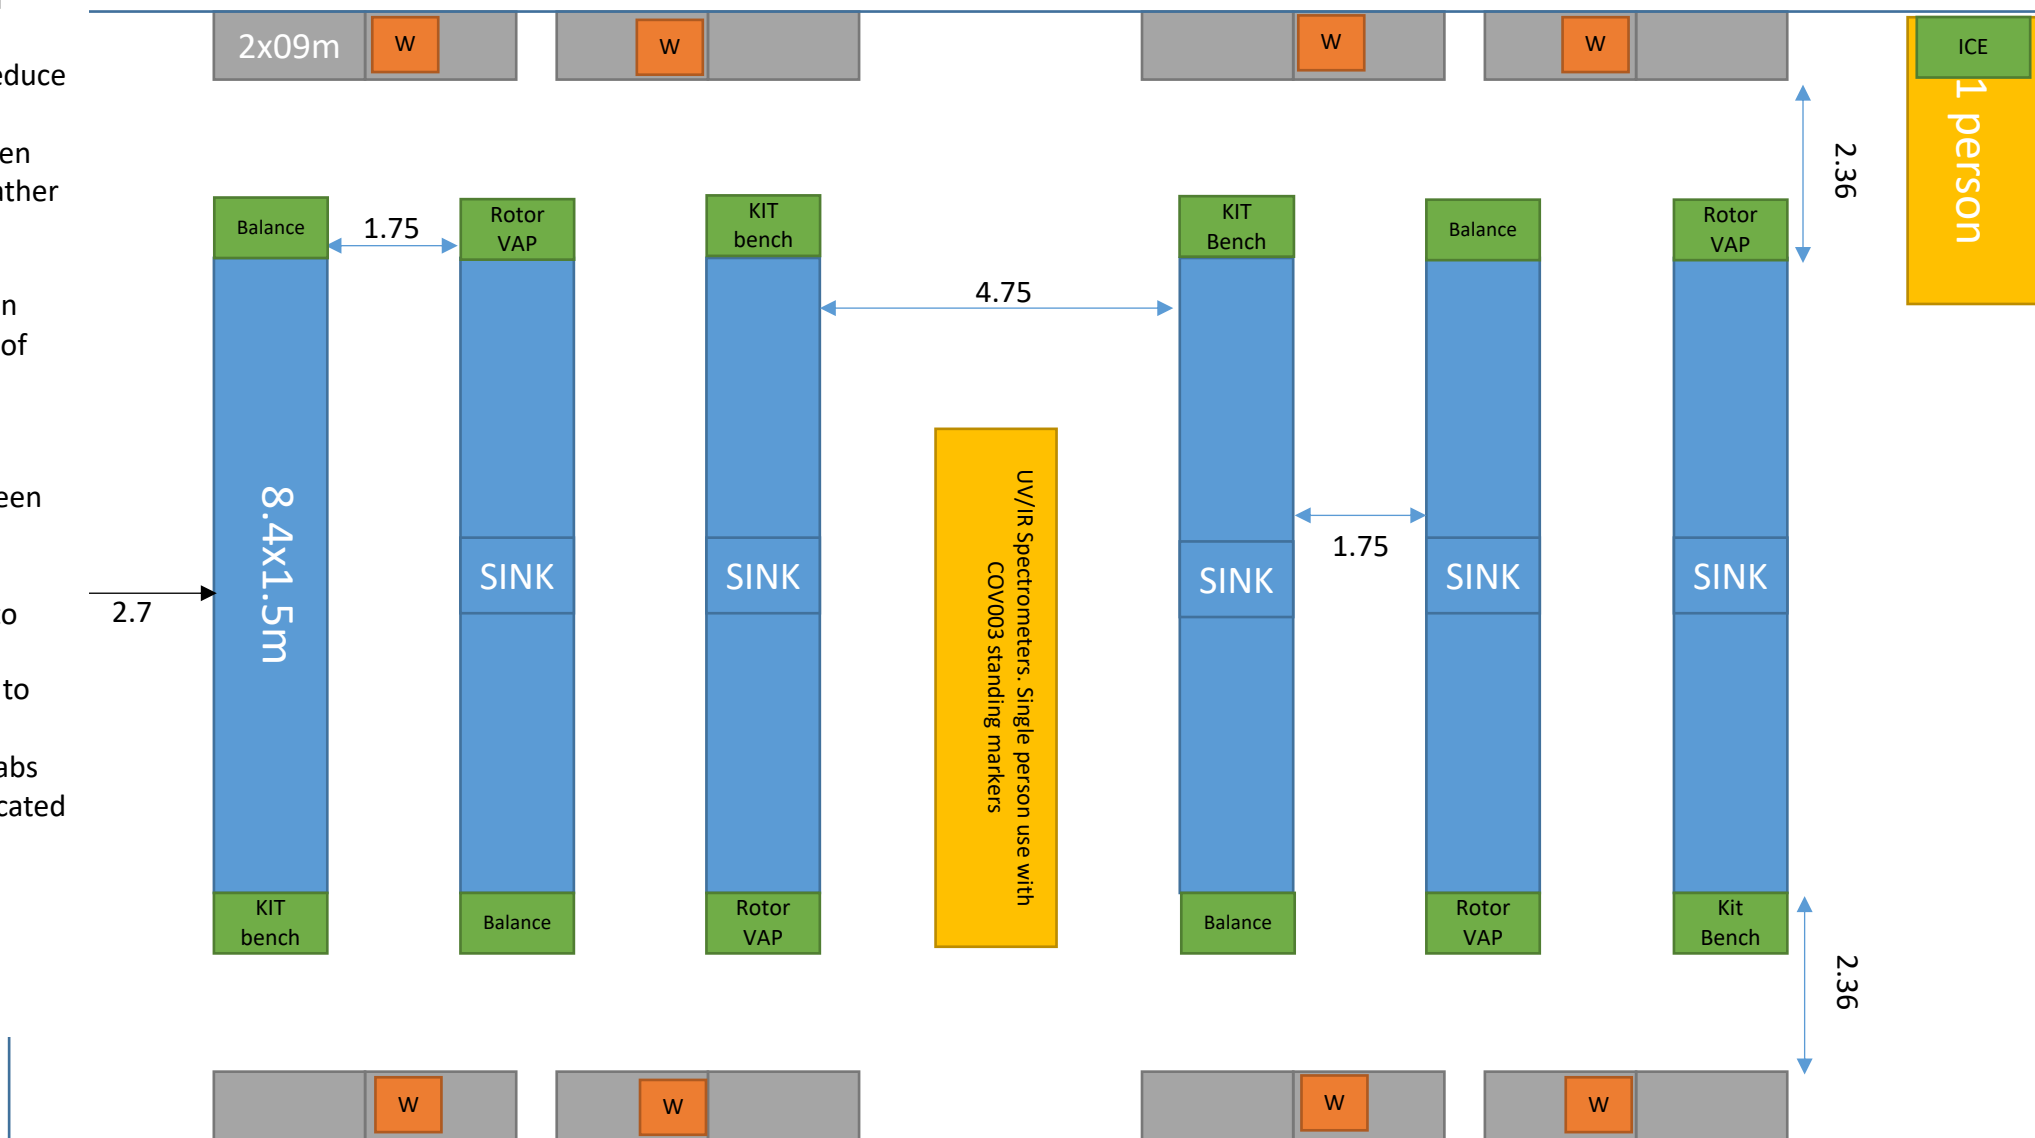 educe
en
ather
n
of
een
to
to
abs
cated
2x09m
W
W
W
W
ICE
1 person
2.36
Balance
1.75
Rotor
VAP
KIT
bench
4.75
KIT
Bench
Balance
Rotor
VAP
8.4x1.5m
2.7
SINK
SINK
UV/IR Spectrometers. Single person use with
COV003 standing markers
SINK
1.75
SINK
SINK
KIT
bench
Balance
Rotor
VAP
Balance
Rotor
VAP
Kit
Bench
2.36
W
W
W
W